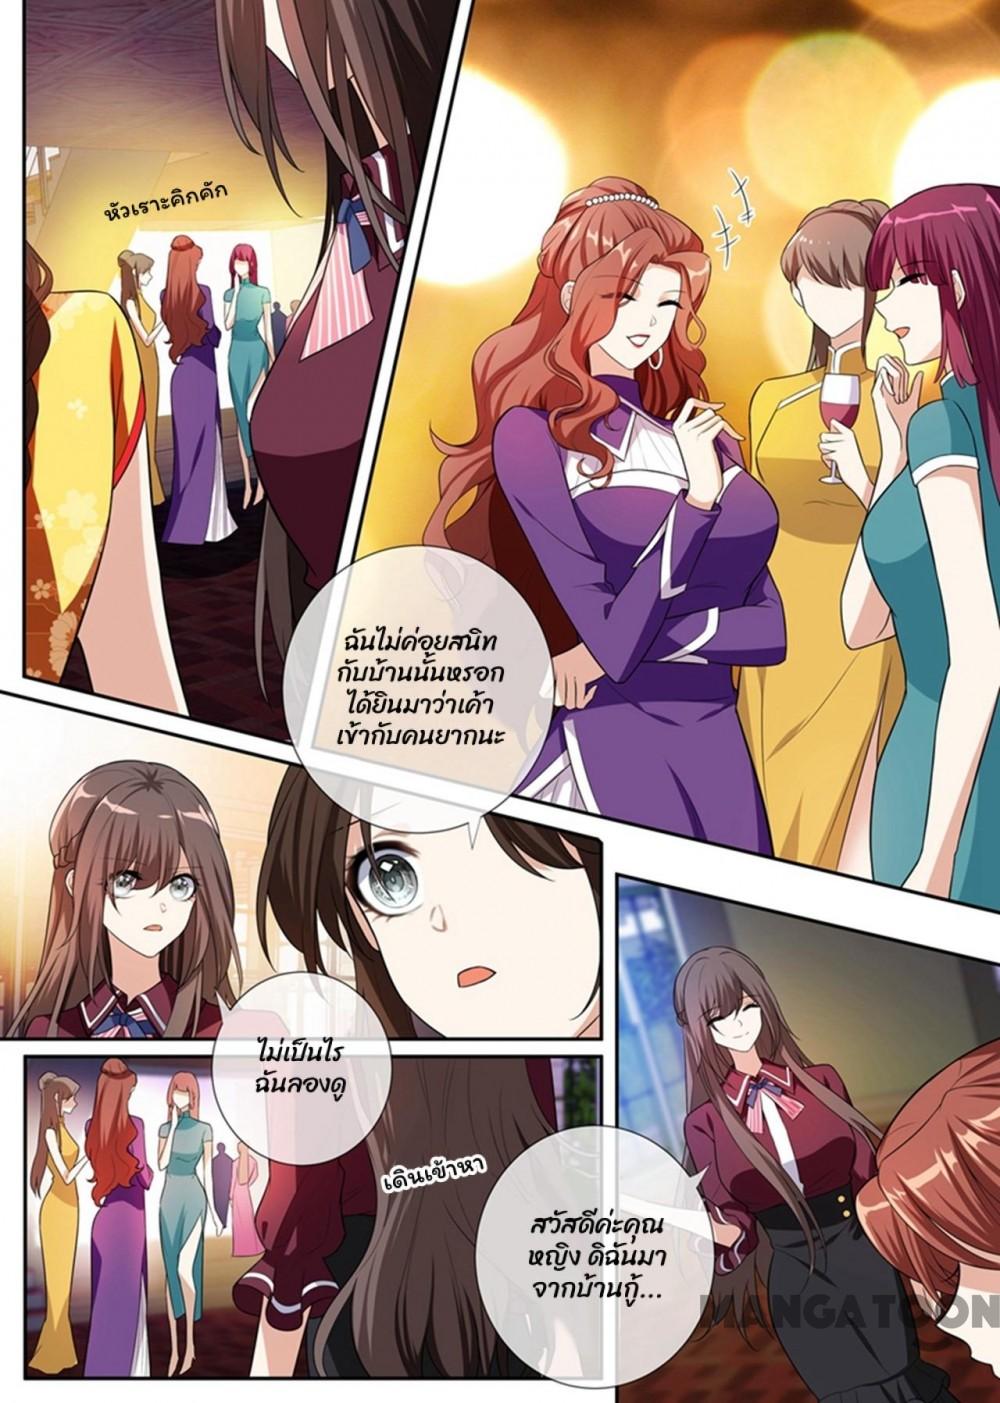 หัวเราะคิกคัก
ฉันไม่ค่อยสนิท
กับบ้านนั้นหรอก
ได้ยินมาว่าเค้า
เข้ากับคนยากนะ
ไม่เป็นไร
ฉันลองดู
เดินเข้าหา
สวัสดีค่ะคุณ
หญิง ดิฉันมา
จากบ้านกู้...
MANGATOON